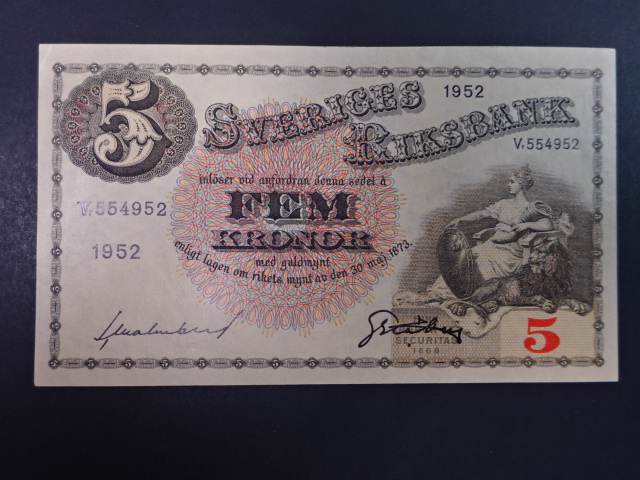 5
SVERIGES
RIKSBANK
1952
V,554952
inlöser vid anfordran denna sedel å
FEM
KRONOR
med guldmynt
enligt lagen om rikets mynt av den 30 maj 1873.
V,554952
1952
SECURITAS
1668
5